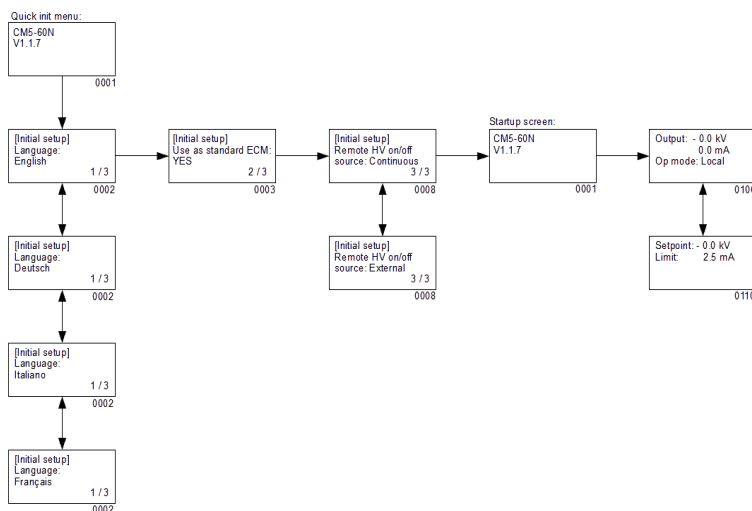 Quick init menu:
CM5-60N
V1.1.7
0001
[Initial setup]
Language:
English
1 / 3
0002
[Initial setup]
Use as standard ECM:
YES
2 / 3
0003
[Initial setup]
Remote HV on/off
source: Continuous
3 / 3
0008
Startup screen:
CM5-60N
V1.1.7
0001
Output: - 0.0 kV
0.0 mA
Op mode: Local
0106
[Initial setup]
Language:
Deutsch
1 / 3
0002
[Initial setup]
Remote HV on/off
source: External
3 / 3
0008
Setpoint: - 0.0 kV
Limit: 2.5 mA
0110
[Initial setup]
Language:
Italiano
1 / 3
0002
[Initial setup]
Language:
Français
1 / 3
0002